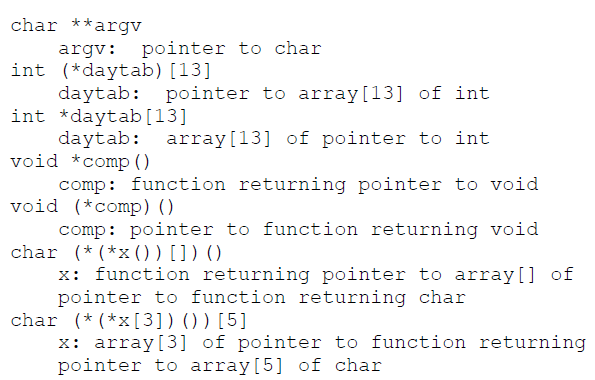 char **argv
argv: pointer to char
int (*daytab)[13]
daytab: pointer to array[13] of int
int *daytab[13]
daytab: array[13] of pointer to int
void *comp()
comp: function returning pointer to void
void (*comp)()
comp: pointer to function returning void
char (*(*x())[])()
x: function returning pointer to array[] of
pointer to function returning char
char (*(*x[3])())[5]
x: array[3] of pointer to function returning
pointer to array[5] of char